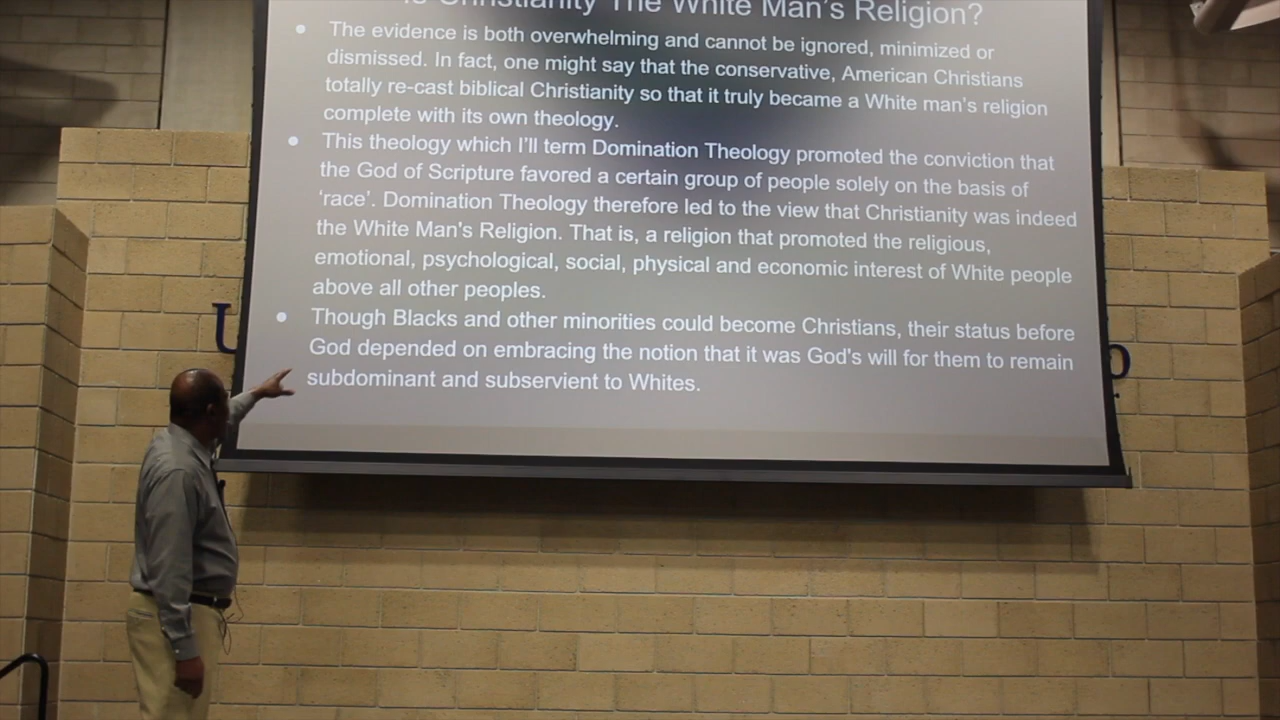 Is Christianity The White Man's Religion?
• The evidence is both overwhelming and cannot be ignored, minimized or
dismissed. In fact, one might say that the conservative, American Christians
totally re-cast biblical Christianity so that it truly became a White man's religion
complete with its own theology.
• This theology which I'll term Domination Theology promoted the conviction that
the God of Scripture favored a certain group of people solely on the basis of
‘race’. Domination Theology therefore led to the view that Christianity was indeed
the White Man's Religion. That is, a religion that promoted the religious,
emotional, psychological, social, physical and economic interest of White people
above all other peoples.
• Though Blacks and other minorities could become Christians, their status before
God depended on embracing the notion that it was God's will for them to remain
subdominant and subservient to Whites.
U